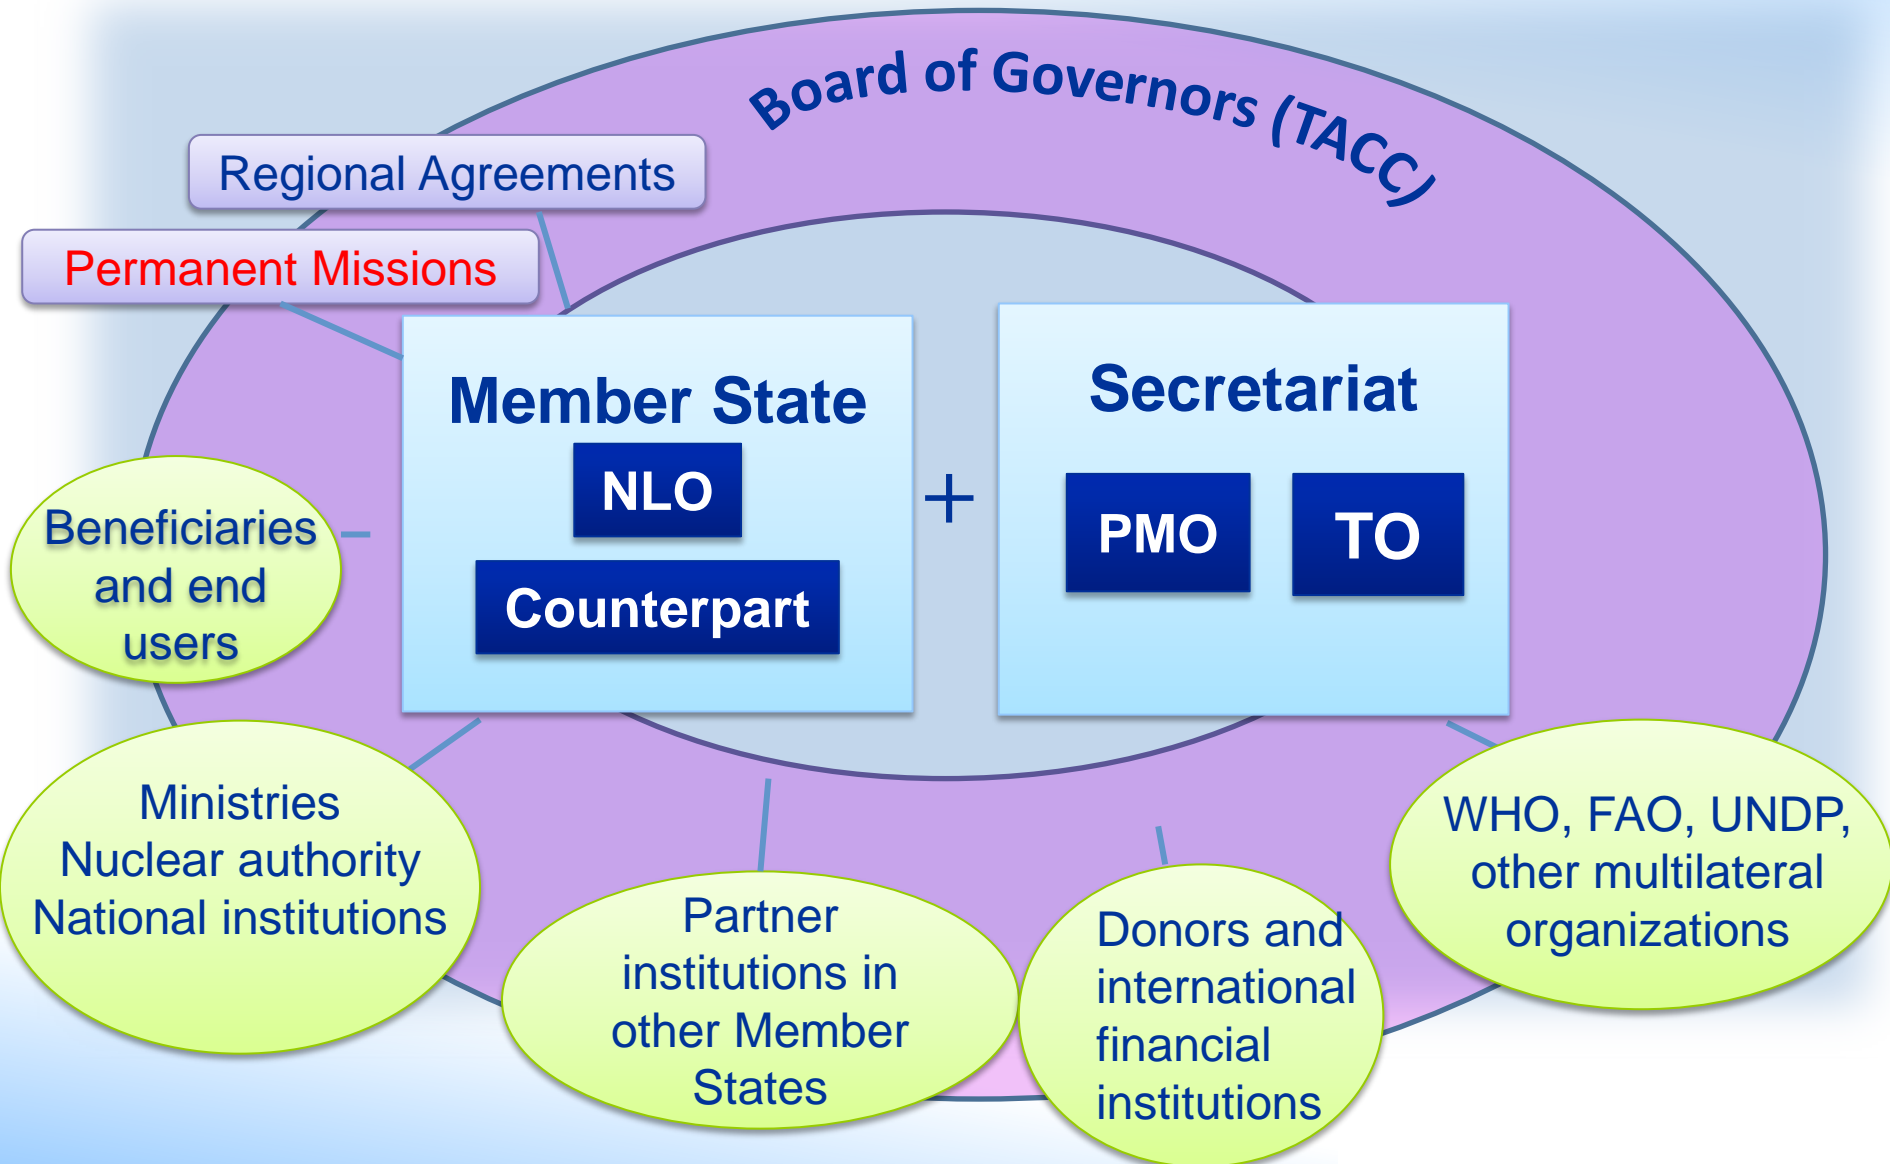 Board of Governors (TACC)
Regional Agreements
Permanent Missions
Member State
NLO
Counterpart
+
Secretariat
PMO
TO
Beneficiaries
and end
users
Ministries
Nuclear authority
National institutions
Partner
institutions in
other Member
States
Donors and
international
financial
institutions
WHO, FAO, UNDP,
other multilateral
organizations